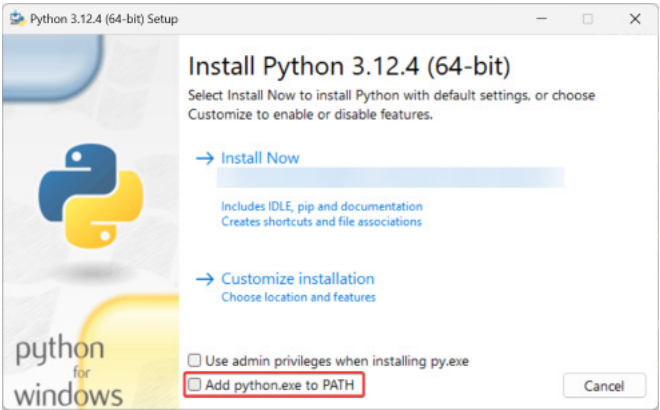 Python 3.12.4 (64-bit) Setup
Install Python 3.12.4 (64-bit)
Select Install Now to install Python with default settings, or choose
Customize to enable or disable features.
Install Now
Includes IDLE, pip and documentation
Creates shortcuts and file associations
Customize installation
Choose location and features
Use admin privileges when installing py.exe
Add python.exe to PATH
Cancel
python
for
windows